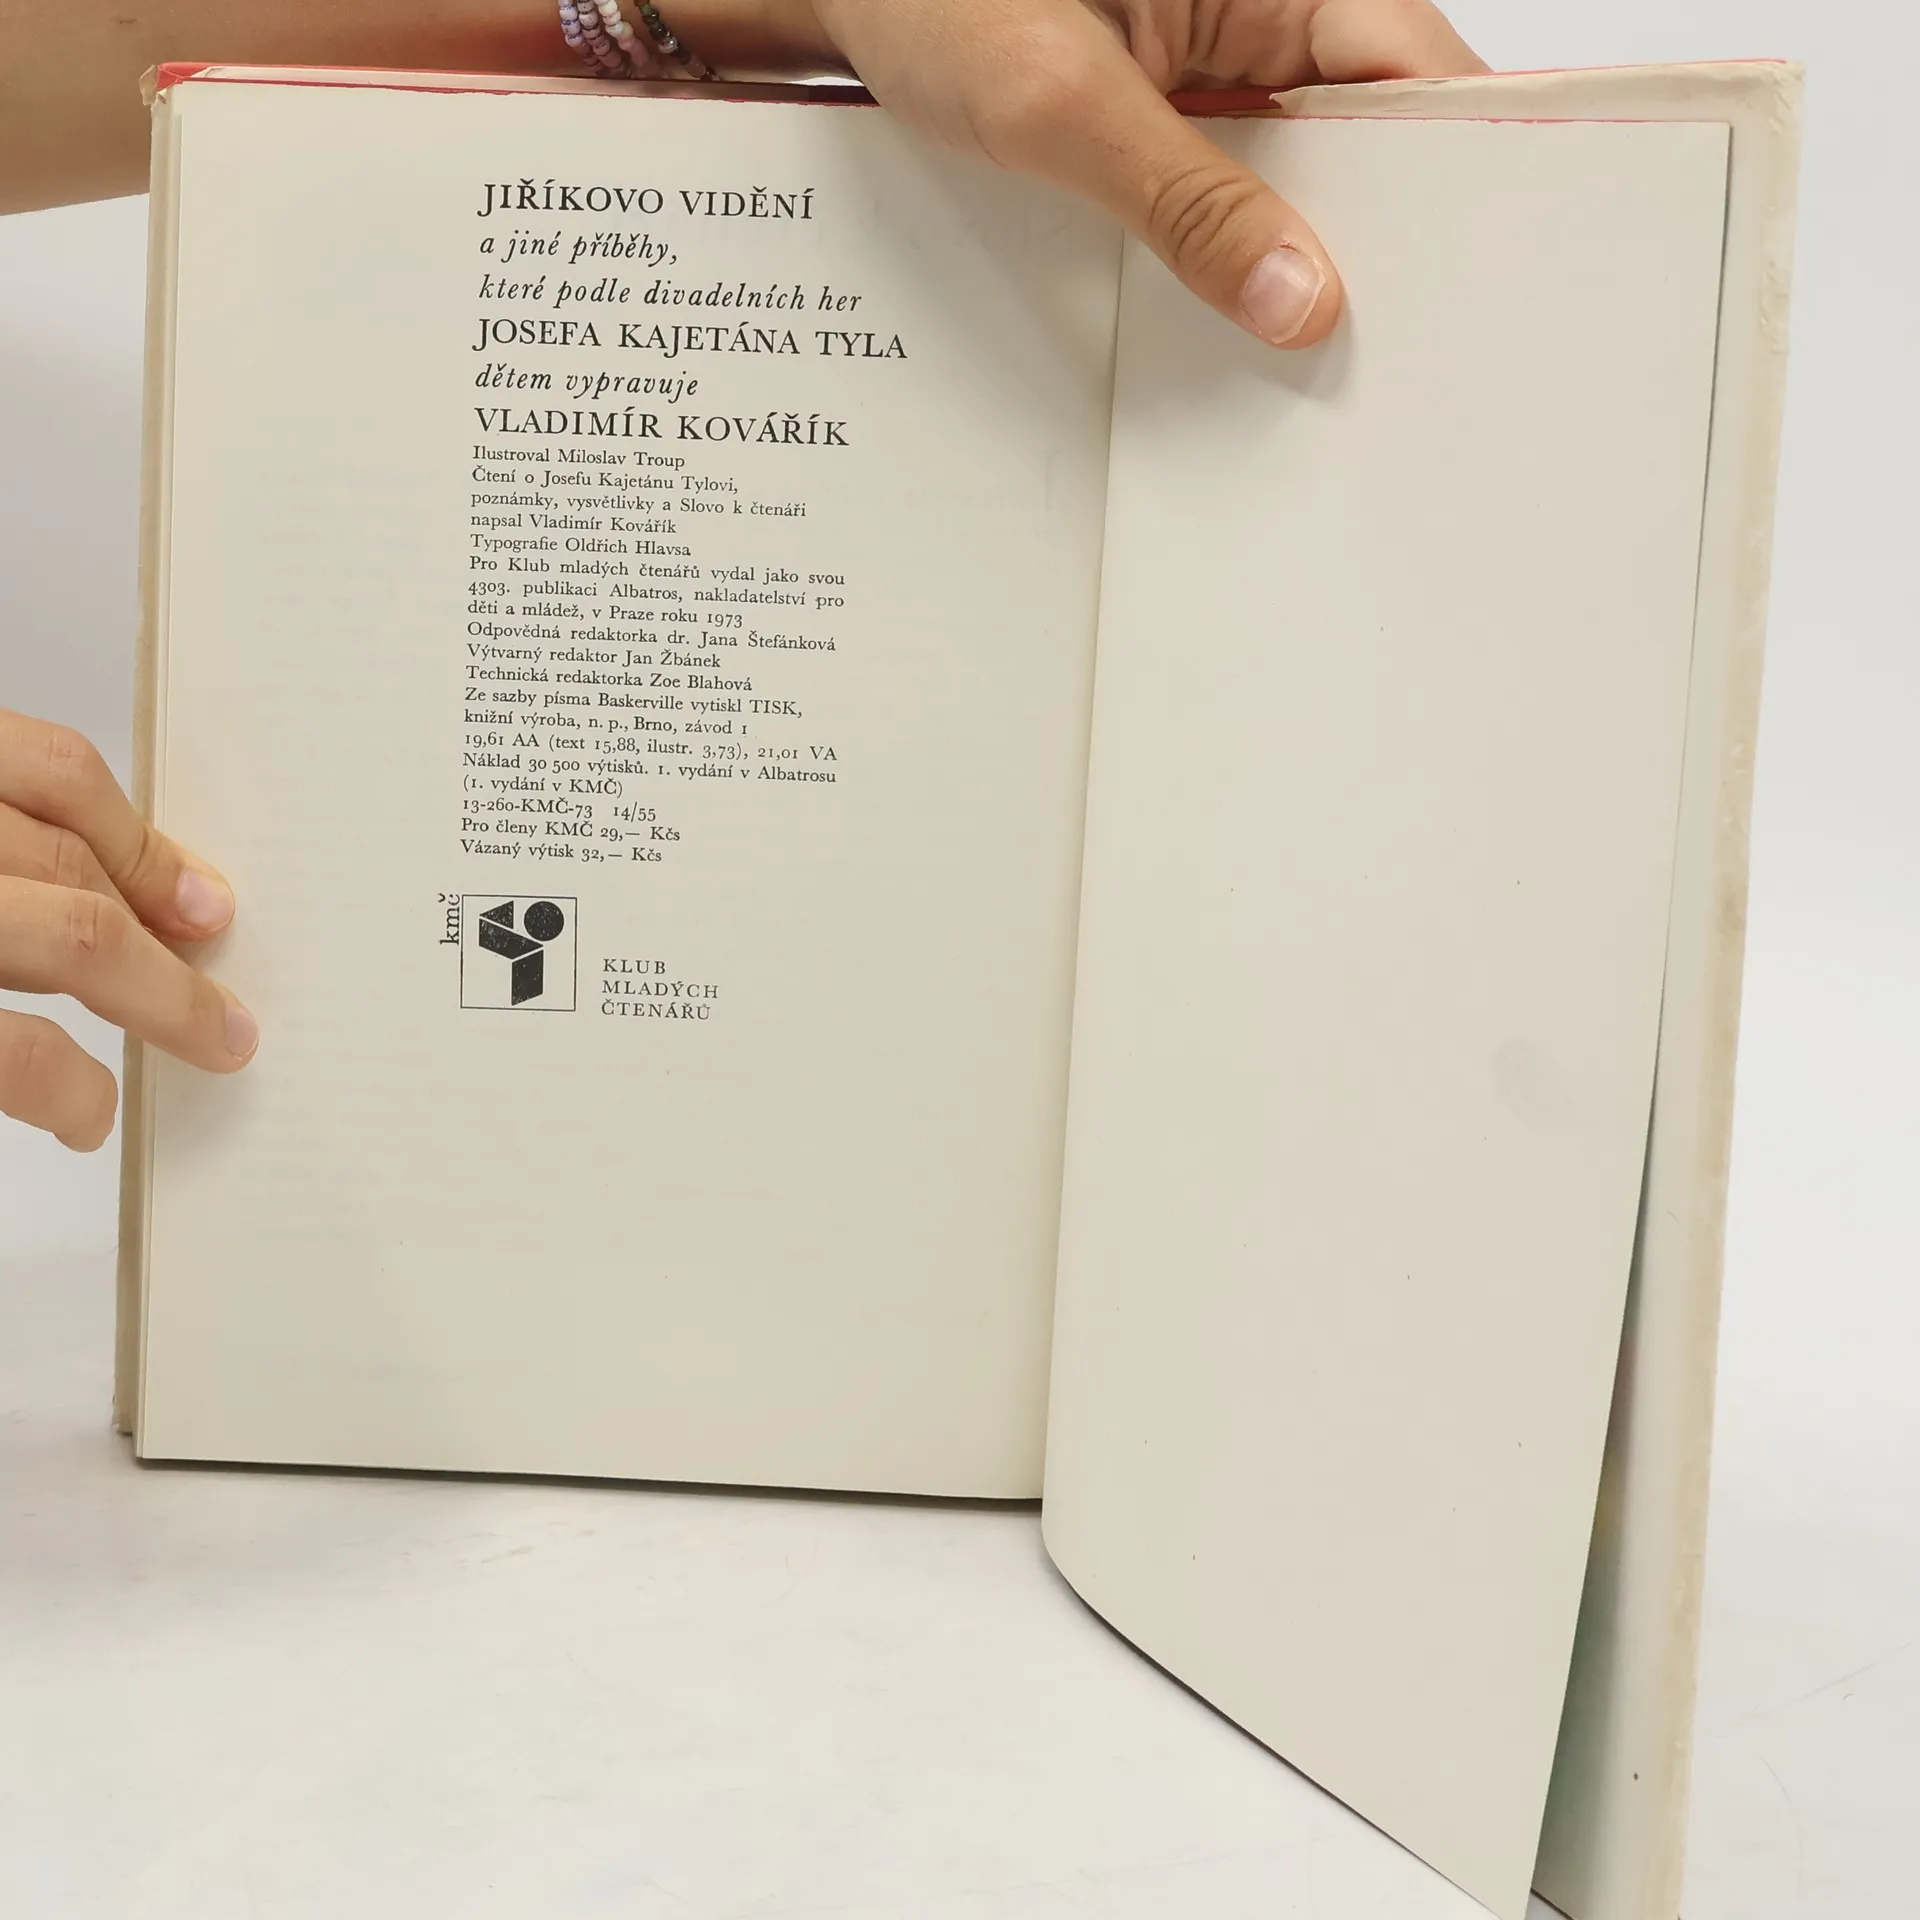 JIŘÍKOVO VIDĚNÍ
a jiné příběhy,
které podle divadelních her
JOSEFA KAJETÁNA TYLA
dětem vypravuje
VLADIMÍR KOVÁŘÍK
Ilustroval Miloslav Troup
Čtení o Josefu Kajetánu Tylovi,
poznámky, vysvětlivky a Slovo k čtenáři
napsal Vladimír Kovářík
Typografie Oldřich Hlavsa
Pro Klub mladých čtenářů vydal jako svou
4303. publikaci Albatros, nakladatelství pro
děti a mládež, v Praze roku 1973
Odpovědná redaktorka dr. Jana Štefánková
Výtvarný redaktor Jan Žbánek
Technická redaktorka Zoe Blahová
Ze sazby písma Baskerville vytiskl TISK,
knižní výroba, n. p., Brno, závod 1
19,61 AA (text 15,88, ilustr. 3,73), 21,01 VA
Náklad 30 500 výtisků. 1. vydání v Albatrosu
(1. vydání v KMČ)
13-260-KMČ-73 14/55
Pro členy KMČ 29,— Kčs
Vázaný výtisk 32,— Kčs
kmč
KLUB
MLADÝCH
ČTENÁŘŮ